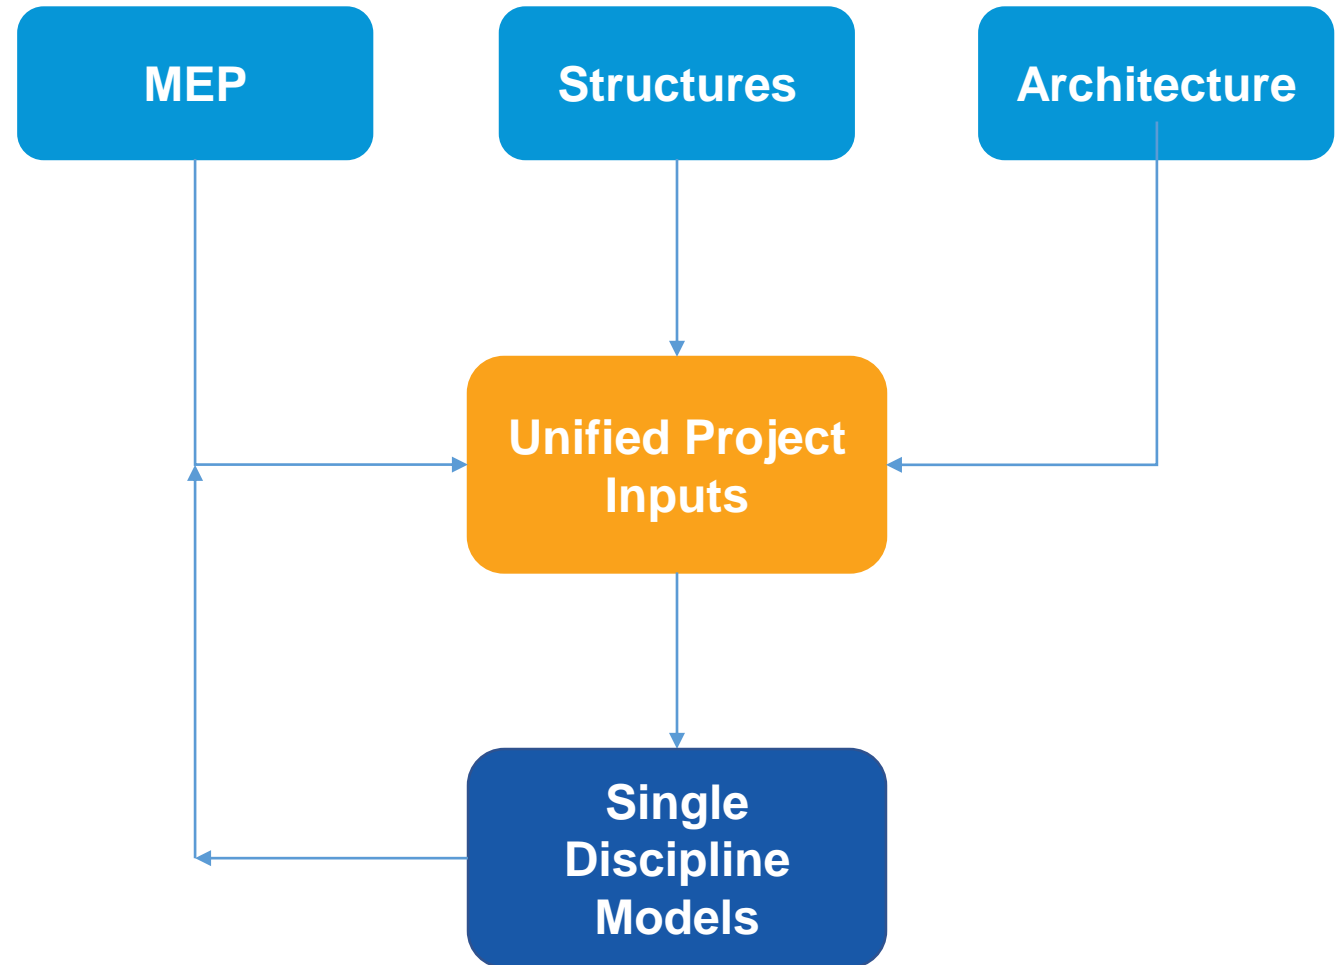 MEP
Structures
Architecture
Unified Project
Inputs
Single
Discipline
Models